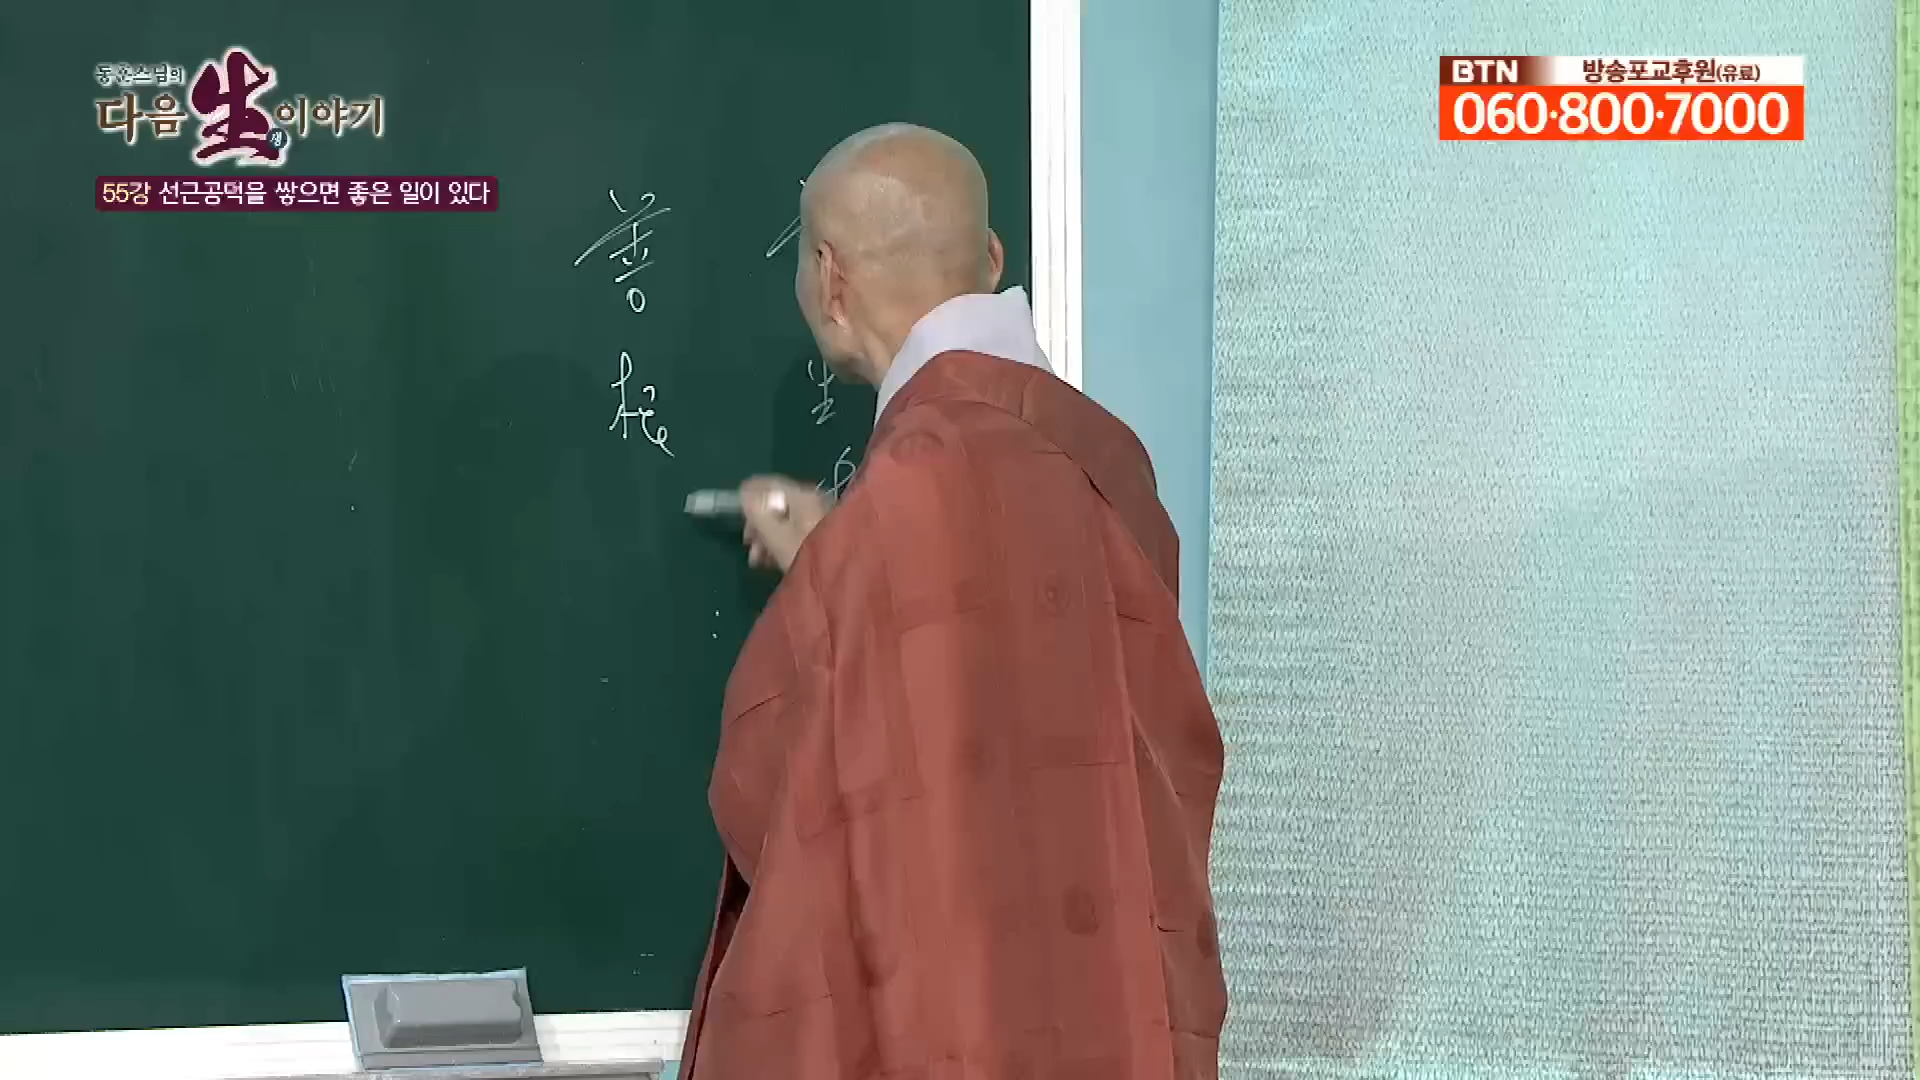 동훈스님의
다음 生 이야기
생
55강 선근공덕을 쌓으면 좋은 일이 있다
BTN 방송포교후원(유료)
060·800·7000
善根
生